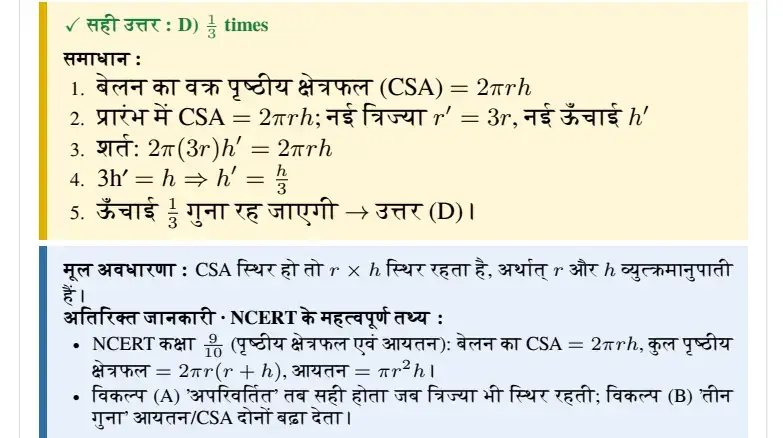 ✓ सही उत्तर : D) 1/3 times
समाधान :
1. बेलन का वक्र पृष्ठीय क्षेत्रफल (CSA) = 2πrh
2. प्रारंभ में CSA = 2πrh; नई त्रिज्या r′ = 3r, नई ऊँचाई h′
3. शर्त: 2π(3r)h′ = 2πrh
4. 3h′ = h ⇒ h′ = h/3
5. ऊँचाई 1/3 गुना रह जाएगी → उत्तर (D)।
मूल अवधारणा : CSA स्थिर हो तो r × h स्थिर रहता है, अर्थात् r और h व्युत्क्रमानुपाती
हैं।
अतिरिक्त जानकारी · NCERT के महत्वपूर्ण तथ्य :
• NCERT कक्षा 9/10 (पृष्ठीय क्षेत्रफल एवं आयतन): बेलन का CSA = 2πrh, कुल पृष्ठीय
क्षेत्रफल = 2πr(r + h), आयतन = πr²h।
• विकल्प (A) ’अपरिवर्तित’ तब सही होता जब त्रिज्या भी स्थिर रहती; विकल्प (B) ’तीन
गुना’ आयतन/CSA दोनों बढ़ा देता।